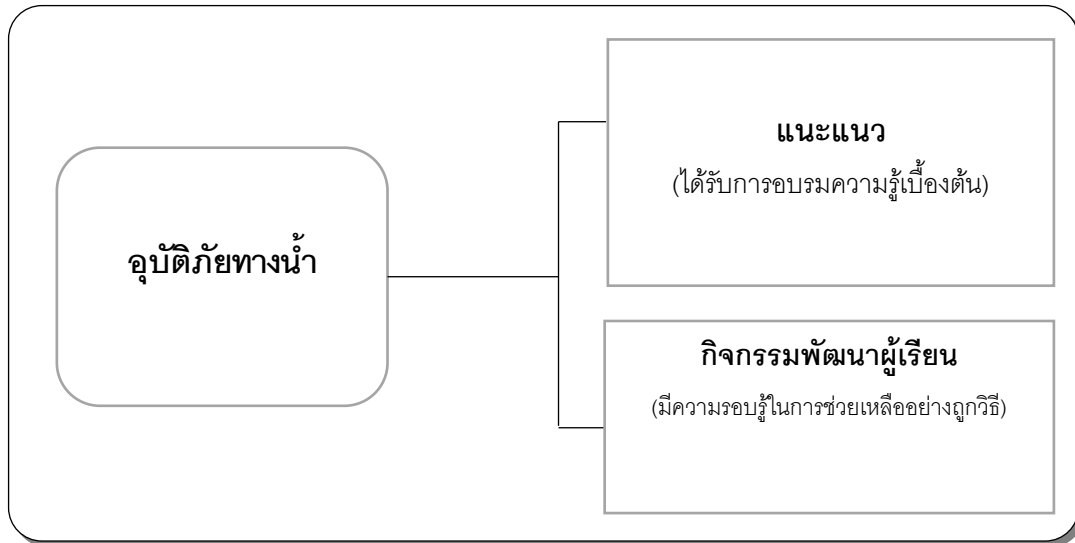 อุบัติภัยทางน้ำ
แนะแนว
(ได้รับการอบรมความรู้เบื้องต้น)
กิจกรรมพัฒนาผู้เรียน
(มีความรอบรู้ในการช่วยเหลืออย่างถูกวิธี)